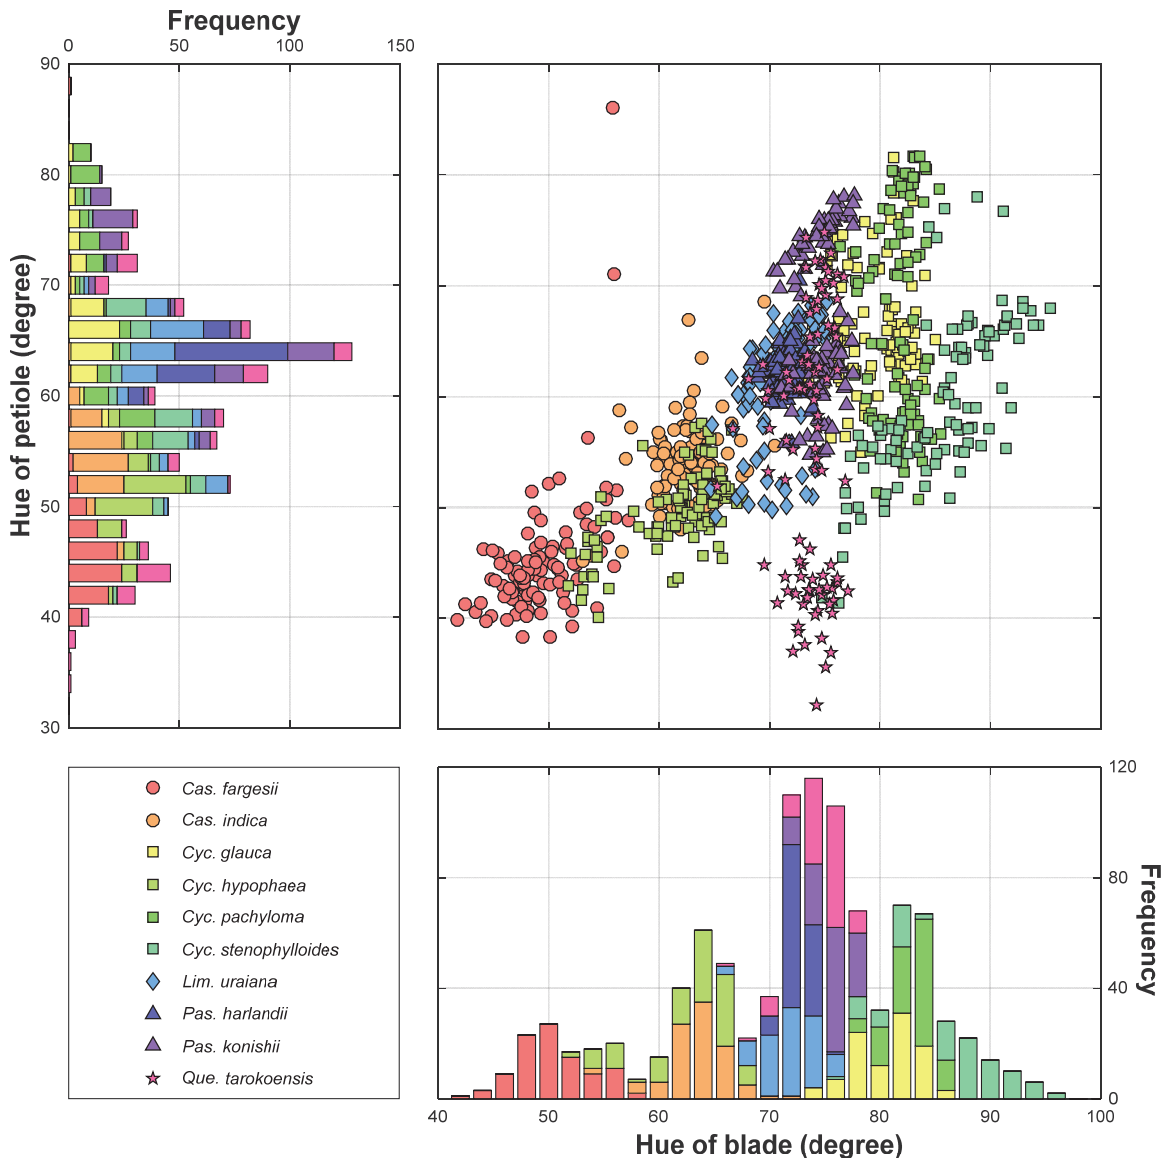 Frequency
0 50 100 150
90
80
70
60
50
40
30
Hue of petiole (degree)
Cas. fargesii
Cas. indica
Cyc. glauca
Cyc. hypophaea
Cyc. pachyloma
Cyc. stenophylloides
Lim. uraiana
Pas. harlandii
Pas. konishii
Que. tarokoensis
120
80
40
0
Frequency
40 50 60 70 80 90 100
Hue of blade (degree)